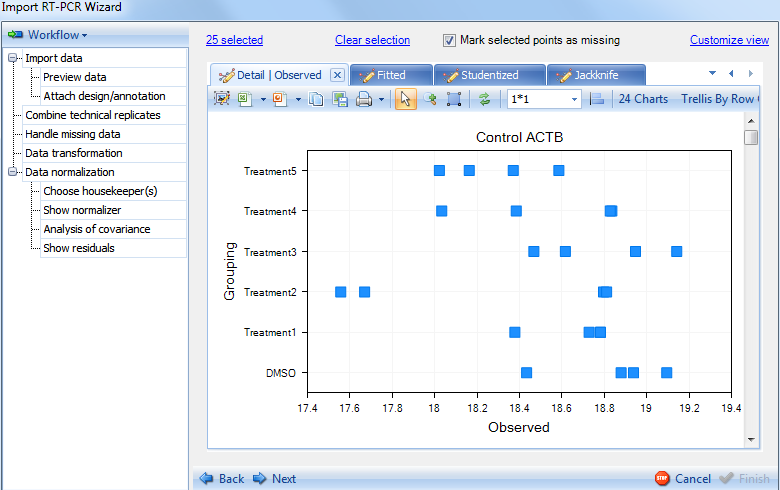 Import RT-PCR Wizard
Workflow
25 selected
Clear selection
Mark selected points as missing
Customize view
Import data
Preview data
Attach design/annotation
Combine technical replicates
Handle missing data
Data transformation
Data normalization
Choose housekeeper(s)
Show normalizer
Analysis of covariance
Show residuals
Detail | Observed
Fitted
Studentized
Jackknife
1*1
24 Charts
Trellis By Row
Control ACTB
Grouping
Treatment5
Treatment4
Treatment3
Treatment2
Treatment1
DMSO
17.4 17.6 17.8 18 18.2 18.4 18.6 18.8 19 19.2 19.4
Observed
Back
Next
STOP
Cancel
Finish